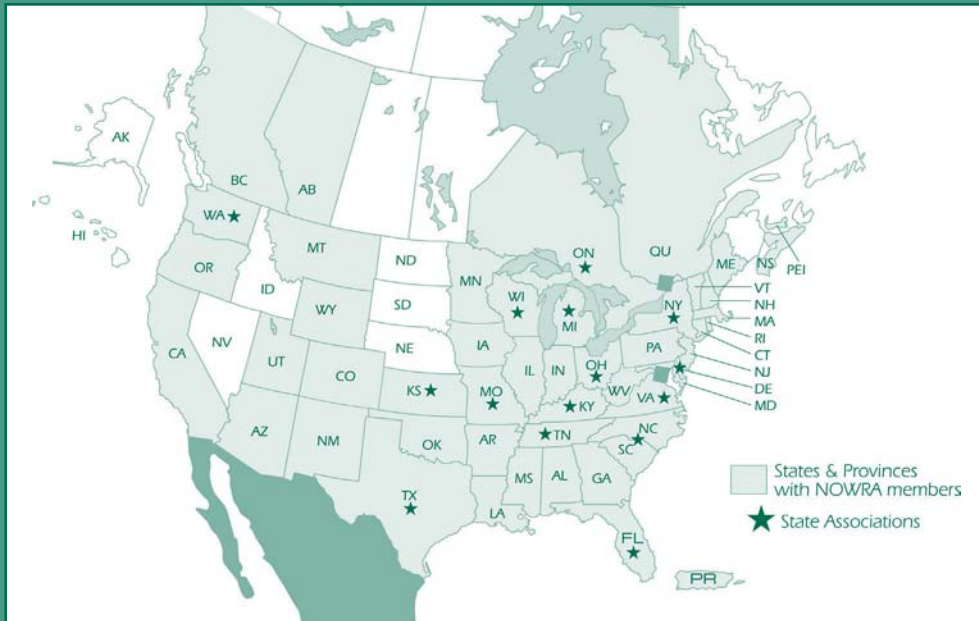 AK
HI
BC
AB
WA
MT
ND
OR
ID
SD
WY
NE
NV
CA
UT
CO
KS
AZ
NM
OK
TX
MN
WI
IA
MO
AR
LA
ON
MI
IL
IN
OH
KY
TN
MS
AL
GA
FL
PR
QU
NY
PA
WV
VA
NC
SC
ME
NS
PEI
VT
NH
MA
RI
CT
NJ
DE
MD
States & Provinces
with NOWRA members
State Associations